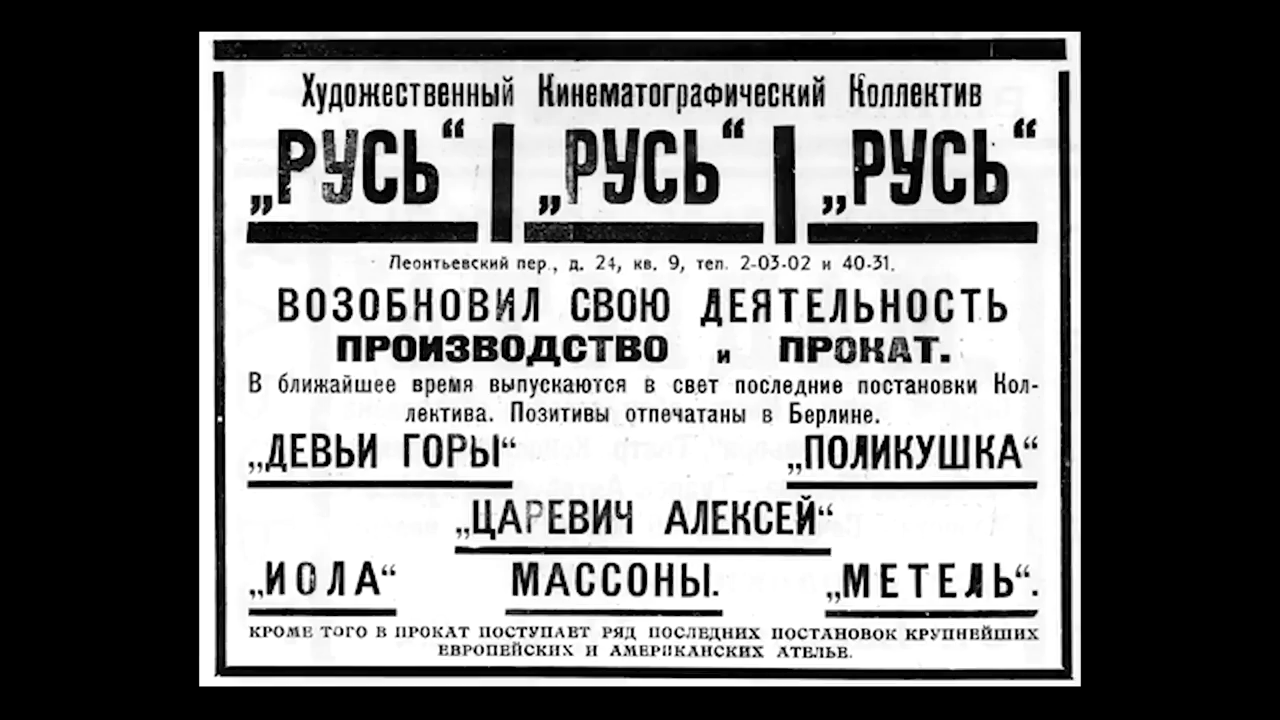 Художественный Кинематографический Коллектив
„РУСЬ“ „РУСЬ“ „РУСЬ“
Леонтьевский пер., д. 24, кв. 9, тел. 2-03-02 и 40-31.
ВОЗОБНОВИЛ СВОЮ ДЕЯТЕЛЬНОСТЬ
ПРОИЗВОДСТВО и ПРОКАТ.
В ближайшее время выпускаются в свет последние постановки Кол-
лектива. Позитивы отпечатаны в Берлине.
„ДЕВЬИ ГОРЫ“ „ПОЛИКУШКА“
„ЦАРЕВИЧ АЛЕКСЕЙ“
„ИОЛА“ МАССОНЫ. „МЕТЕЛЬ“.
КРОМЕ ТОГО В ПРОКАТ ПОСТУПАЕТ РЯД ПОСЛЕДНИХ ПОСТАНОВОК КРУПНЕЙШИХ
ЕВРОПЕЙСКИХ И АМЕРИКАНСКИХ АТЕЛЬЕ.